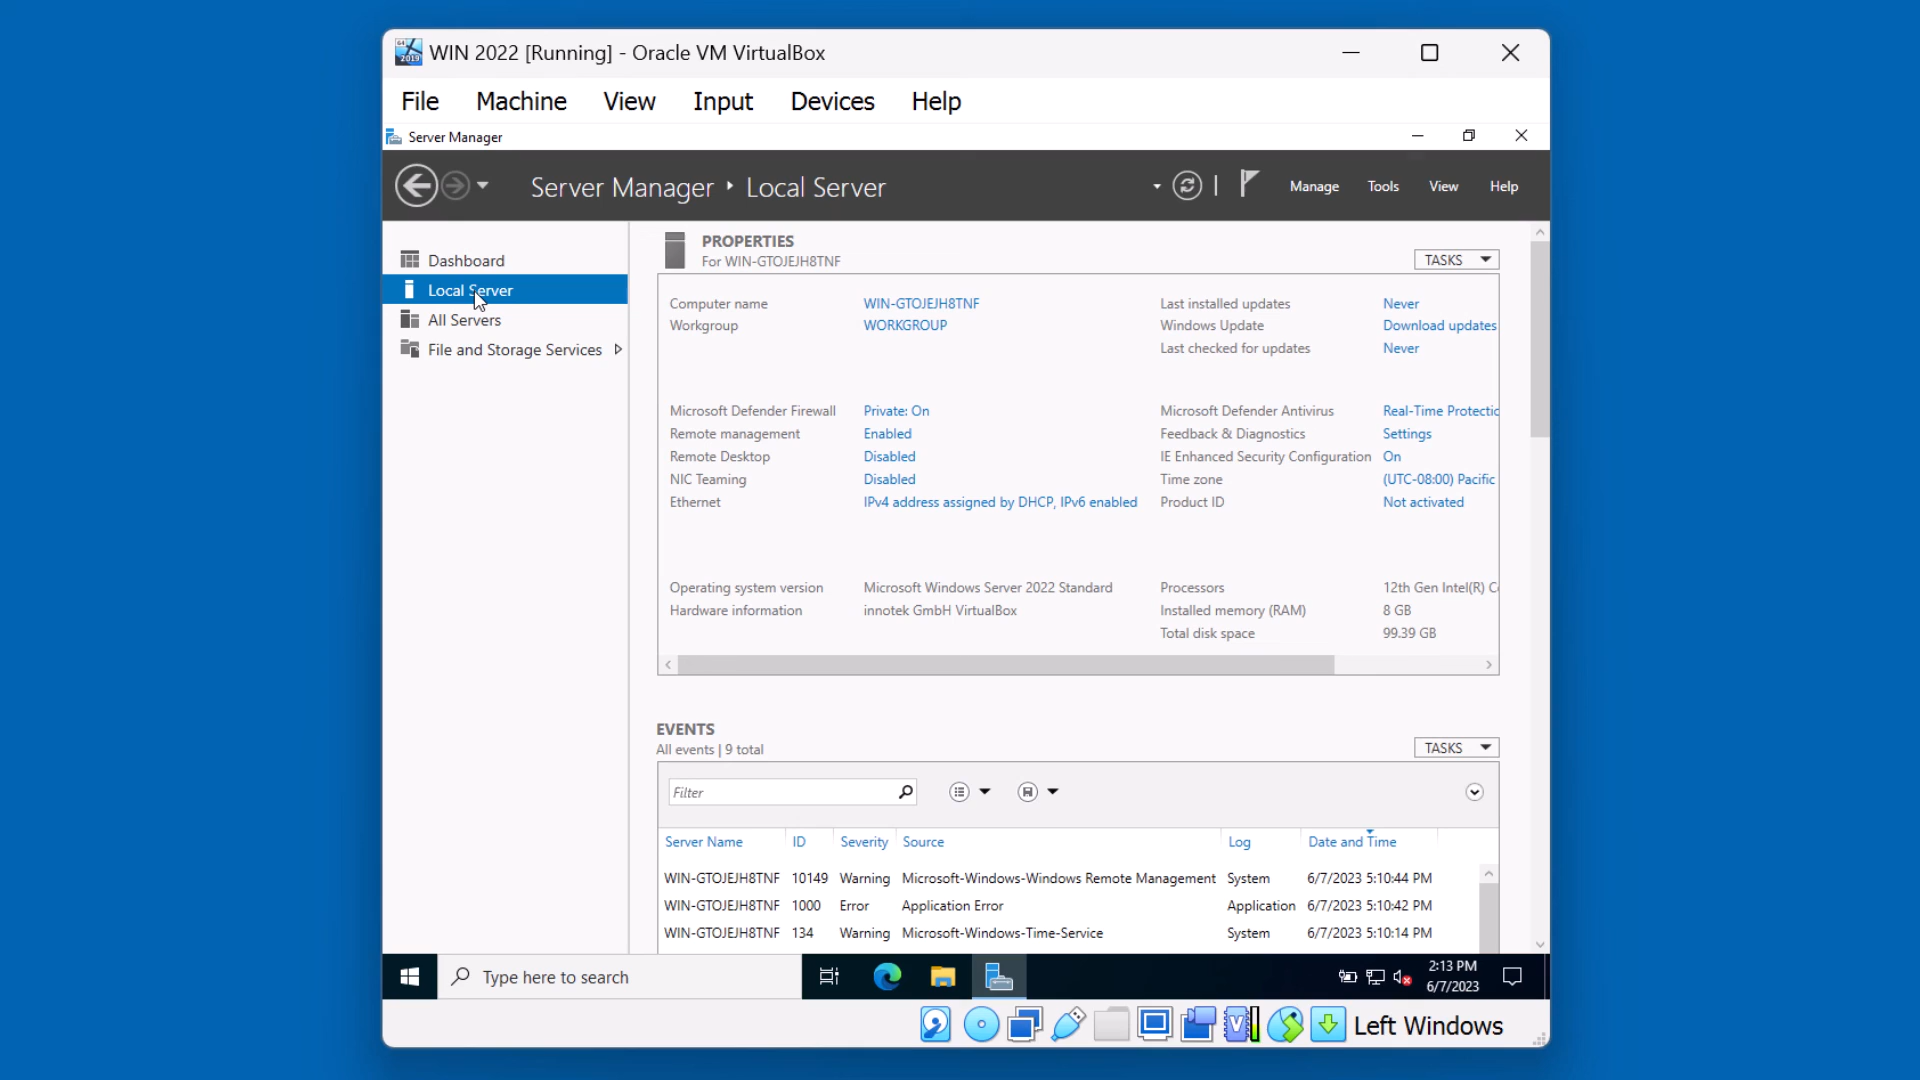 WIN 2022 [Running] - Oracle VM VirtualBox
File Machine View Input Devices Help
Server Manager
Server Manager Local Server
Manage Tools View Help
Dashboard
Local Server
All Servers
File and Storage Services
PROPERTIES
For WIN-GTOJEJH8TNF
TASKS
Computer name WIN-GTOJEJH8TNF Last installed updates Never
Workgroup WORKGROUP Windows Update Download updates
Last checked for updates Never
Microsoft Defender Firewall Private: On Microsoft Defender Antivirus Real-Time Protectic
Remote management Enabled Feedback & Diagnostics Settings
Remote Desktop Disabled IE Enhanced Security Configuration On
NIC Teaming Disabled Time zone (UTC-08:00) Pacific
Ethernet IPv4 address assigned by DHCP, IPv6 enabled Product ID Not activated
Operating system version Microsoft Windows Server 2022 Standard Processors 12th Gen Intel(R) C
Hardware information innotek GmbH VirtualBox Installed memory (RAM) 8 GB
Total disk space 99.39 GB
EVENTS
All events | 9 total
TASKS
Filter
Server Name ID Severity Source Log Date and Time
WIN-GTOJEJH8TNF 10149 Warning Microsoft-Windows-Windows Remote Management System 6/7/2023 5:10:44 PM
WIN-GTOJEJH8TNF 1000 Error Application Error Application 6/7/2023 5:10:42 PM
WIN-GTOJEJH8TNF 134 Warning Microsoft-Windows-Time-Service System 6/7/2023 5:10:14 PM
Type here to search
2:13 PM
6/7/2023
Left Windows